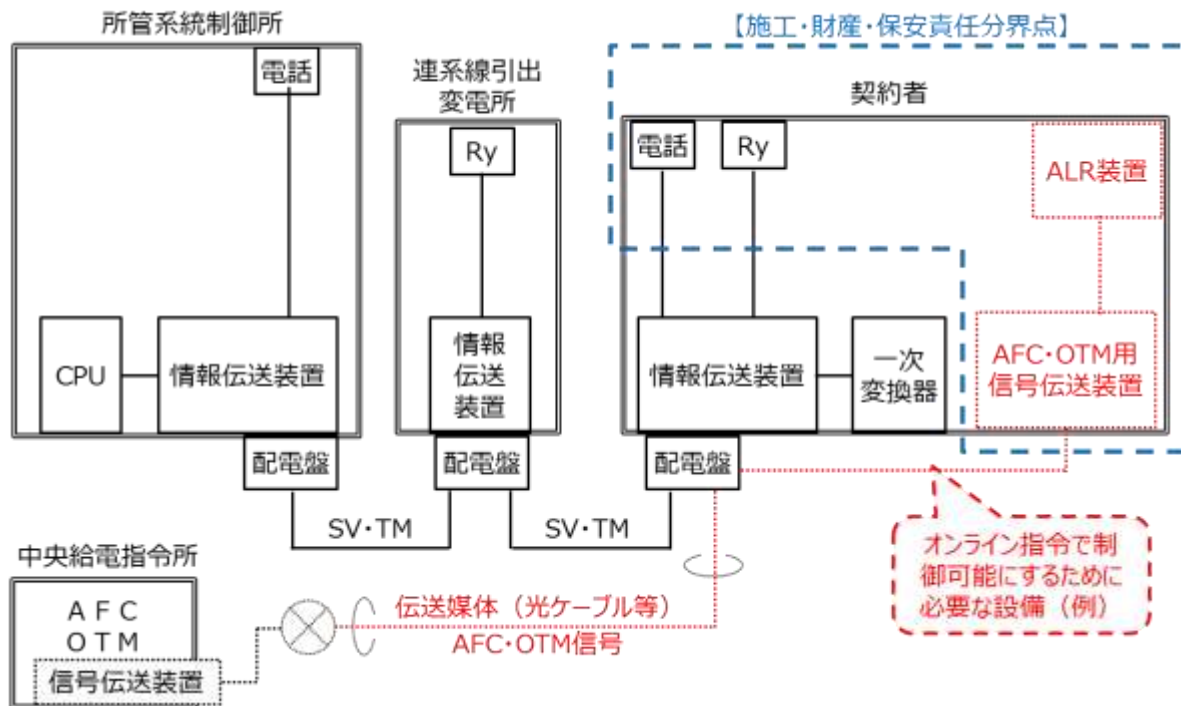 所管系統制御所
電話
CPU
情報伝送装置
配電盤
連系線引出
変電所
Ry
情報
伝送
装置
配電盤
【施工・財産・保安責任分界点】
契約者
電話
Ry
ALR装置
情報伝送装置
一次
変換器
AFC・OTM用
信号伝送装置
配電盤
SV・TM
SV・TM
オンライン指令で制
御可能にするために
必要な設備（例）
中央給電指令所
AFC
OTM
信号伝送装置
伝送媒体（光ケーブル等）
AFC・OTM信号